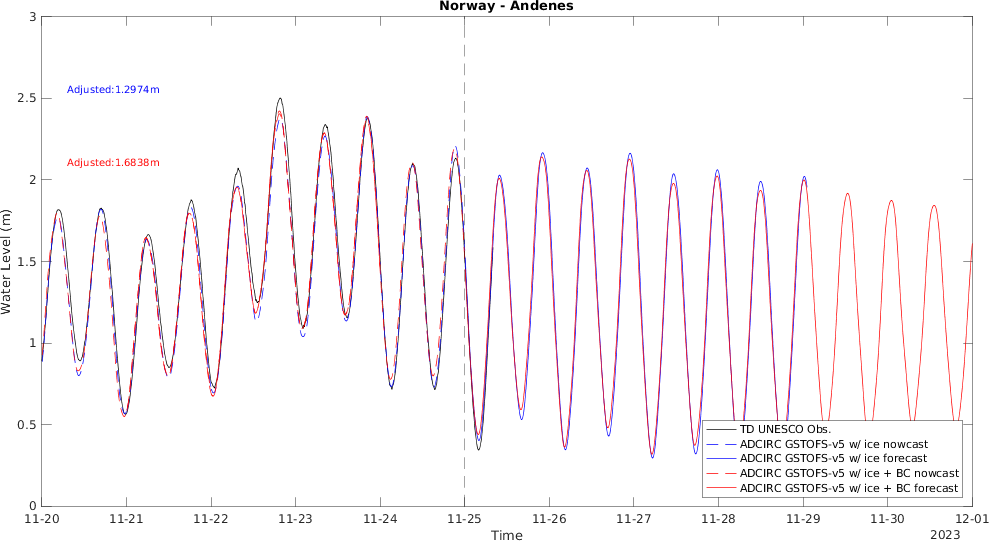 Norway - Andenes
Adjusted:1.2974m
Adjusted:1.6838m
Water Level (m)
3
2.5
2
1.5
1
0.5
0
11-20 11-21 11-22 11-23 11-24 11-25 11-26 11-27 11-28 11-29 11-30 12-01
Time
2023
TD UNESCO Obs.
ADCIRC GSTOFS-v5 w/ ice nowcast
ADCIRC GSTOFS-v5 w/ ice forecast
ADCIRC GSTOFS-v5 w/ ice + BC nowcast
ADCIRC GSTOFS-v5 w/ ice + BC forecast